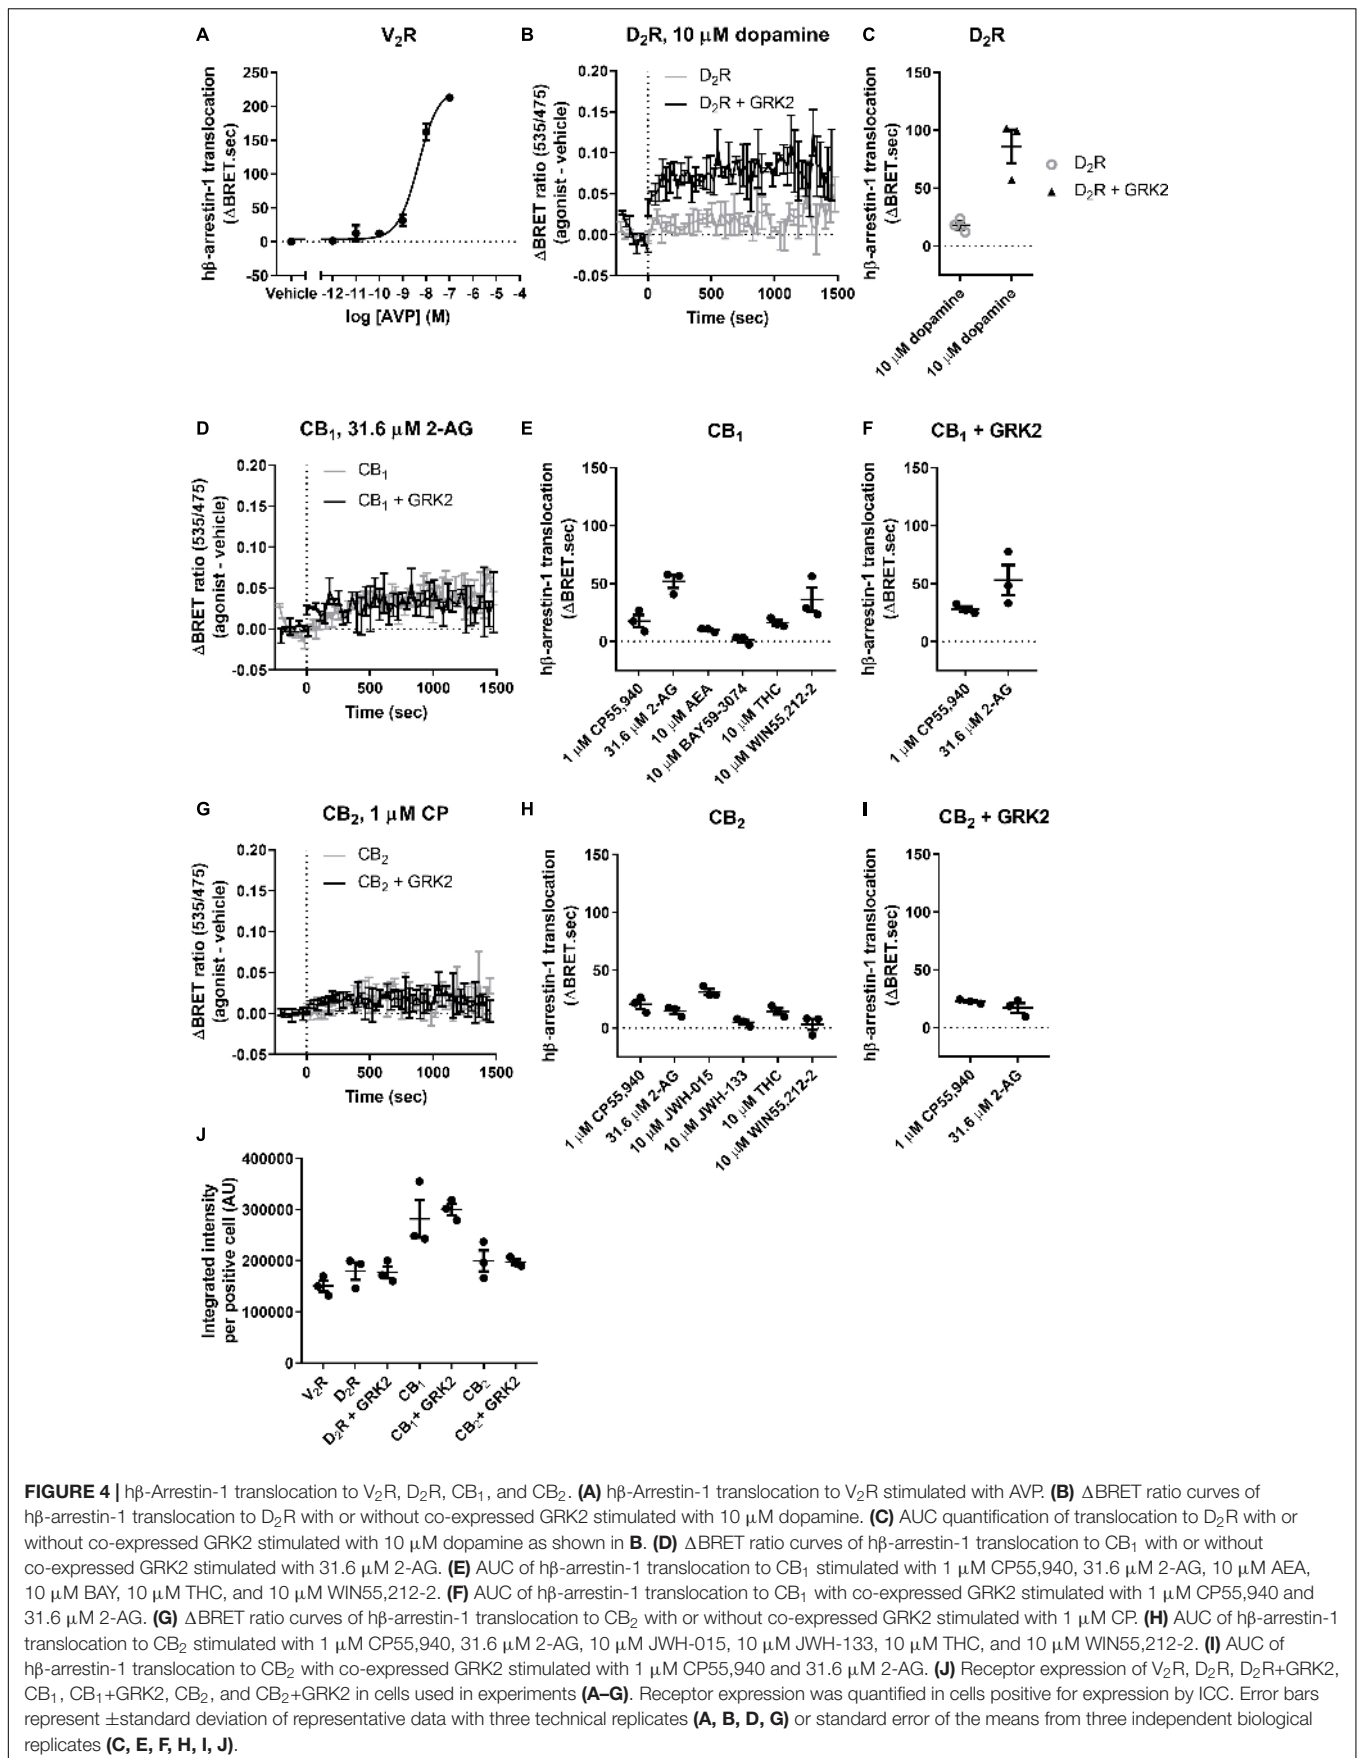 A
V₂R
hβ-arrestin-1 translocation
(ΔBRET.sec)
250
200
150
100
50
0
-50
Vehicle -12 -11 -10 -9 -8 -7 -6 -5 -4
log [AVP] (M)
B
D₂R, 10 μM dopamine
ΔBRET ratio (535/475)
(agonist - vehicle)
0.20
0.15
0.10
0.05
0.00
-0.05
D₂R
D₂R + GRK2
0 500 1000 1500
Time (sec)
C
D₂R
hβ-arrestin-1 translocation
(ΔBRET.sec)
150
100
50
0
10 μM dopamine
10 μM dopamine
D₂R
D₂R + GRK2
D
CB₁, 31.6 μM 2-AG
ΔBRET ratio (535/475)
(agonist - vehicle)
0.20
0.15
0.10
0.05
0.00
-0.05
CB₁
CB₁ + GRK2
0 500 1000 1500
Time (sec)
E
CB₁
hβ-arrestin-1 translocation
(ΔBRET.sec)
150
100
50
0
1 μM CP55,940
31.6 μM 2-AG
10 μM AEA
10 μM BAY59-3074
10 μM THC
10 μM WIN55,212-2
F
CB₁ + GRK2
hβ-arrestin-1 translocation
(ΔBRET.sec)
150
100
50
0
1 μM CP55,940
31.6 μM 2-AG
G
CB₂, 1 μM CP
ΔBRET ratio (535/475)
(agonist - vehicle)
0.20
0.15
0.10
0.05
0.00
-0.05
CB₂
CB₂ + GRK2
0 500 1000 1500
Time (sec)
H
CB₂
hβ-arrestin-1 translocation
(ΔBRET.sec)
150
100
50
0
1 μM CP55,940
31.6 μM 2-AG
10 μM JWH-015
10 μM JWH-133
10 μM THC
10 μM WIN55,212-2
I
CB₂ + GRK2
hβ-arrestin-1 translocation
(ΔBRET.sec)
150
100
50
0
1 μM CP55,940
31.6 μM 2-AG
J
Integrated intensity
per positive cell (AU)
400000
300000
200000
100000
0
V₂R
D₂R
D₂R + GRK2
CB₁
CB₁+ GRK2
CB₂
CB₂+ GRK2
FIGURE 4 | hβ-Arrestin-1 translocation to V₂R, D₂R, CB₁, and CB₂. (A) hβ-Arrestin-1 translocation to V₂R stimulated with AVP. (B) ΔBRET ratio curves of
hβ-arrestin-1 translocation to D₂R with or without co-expressed GRK2 stimulated with 10 μM dopamine. (C) AUC quantification of translocation to D₂R with or
without co-expressed GRK2 stimulated with 10 μM dopamine as shown in B. (D) ΔBRET ratio curves of hβ-arrestin-1 translocation to CB₁ with or without
co-expressed GRK2 stimulated with 31.6 μM 2-AG. (E) AUC of hβ-arrestin-1 translocation to CB₁ stimulated with 1 μM CP55,940, 31.6 μM 2-AG, 10 μM AEA,
10 μM BAY, 10 μM THC, and 10 μM WIN55,212-2. (F) AUC of hβ-arrestin-1 translocation to CB₁ with co-expressed GRK2 stimulated with 1 μM CP55,940 and
31.6 μM 2-AG. (G) ΔBRET ratio curves of hβ-arrestin-1 translocation to CB₂ with or without co-expressed GRK2 stimulated with 1 μM CP. (H) AUC of hβ-arrestin-1
translocation to CB₂ stimulated with 1 μM CP55,940, 31.6 μM 2-AG, 10 μM JWH-015, 10 μM JWH-133, 10 μM THC, and 10 μM WIN55,212-2. (I) AUC of
hβ-arrestin-1 translocation to CB₂ with co-expressed GRK2 stimulated with 1 μM CP55,940 and 31.6 μM 2-AG. (J) Receptor expression of V₂R, D₂R, D₂R+GRK2,
CB₁, CB₁+GRK2, CB₂, and CB₂+GRK2 in cells used in experiments (A–G). Receptor expression was quantified in cells positive for expression by ICC. Error bars
represent ±standard deviation of representative data with three technical replicates (A, B, D, G) or standard error of the means from three independent biological
replicates (C, E, F, H, I, J).